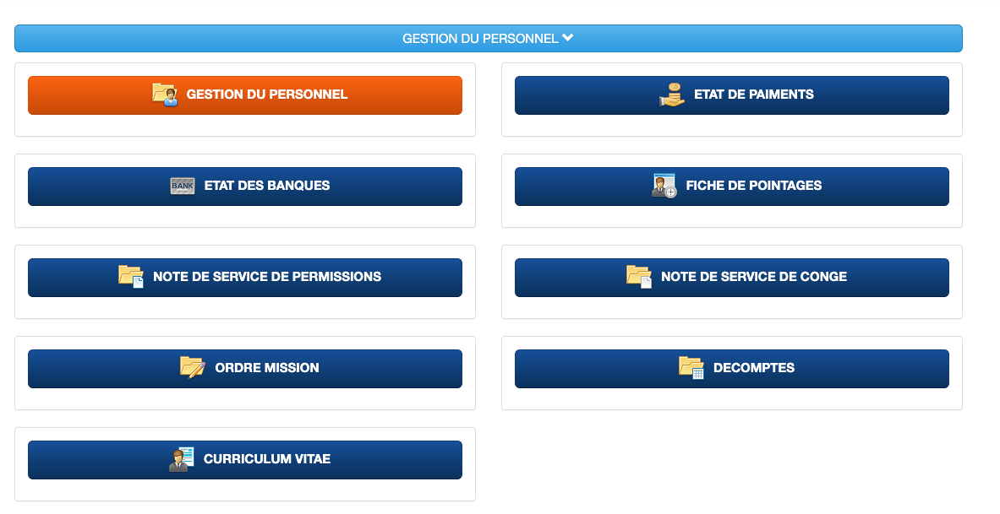 GESTION DU PERSONNEL
GESTION DU PERSONNEL
ETAT DE PAIMENTS
BANK
ETAT DES BANQUES
FICHE DE POINTAGES
NOTE DE SERVICE DE PERMISSIONS
NOTE DE SERVICE DE CONGE
ORDRE MISSION
DECOMPTES
CURRICULUM VITAE